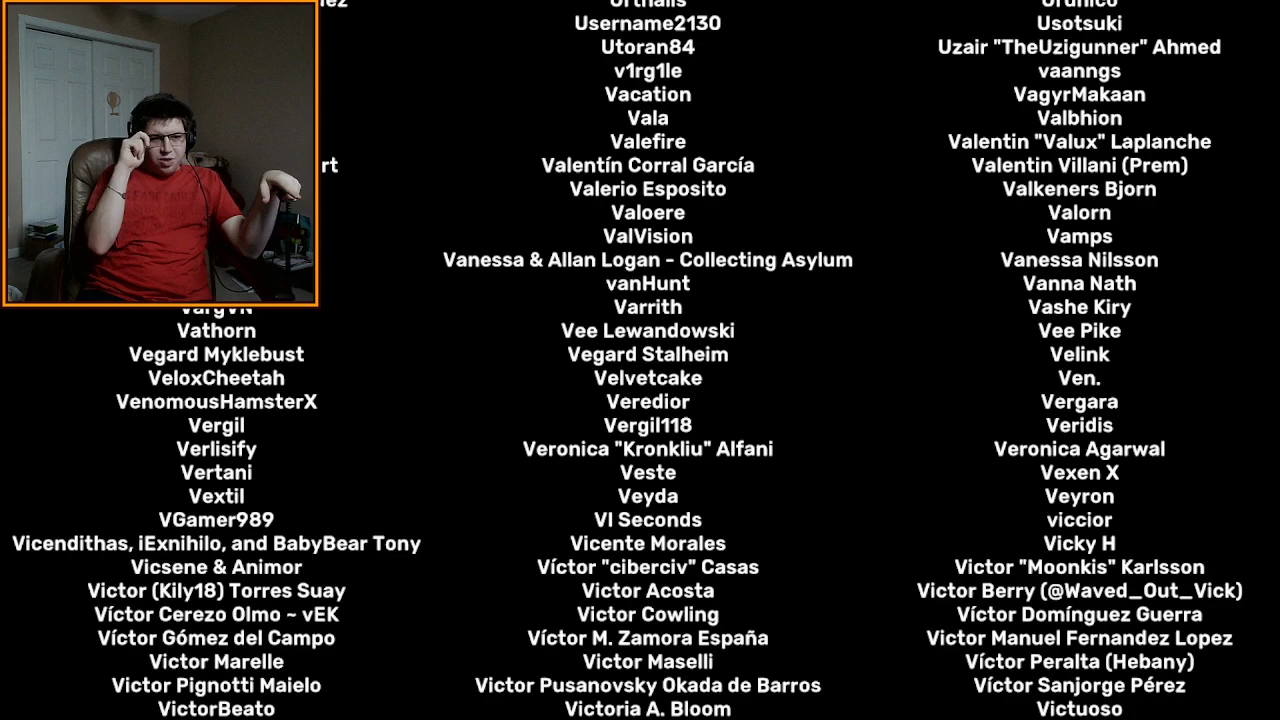 Username2130
Usotsuki
Utoran84
Uzair "TheUzigunner" Ahmed
v1rg1le
vaanngs
Vacation
VagyrMakaan
Vala
Valbhion
Valefire
Valentin "Valux" Laplanche
rt
Valentín Corral García
Valentin Villani (Prem)
Valerio Esposito
Valkeners Bjorn
Valoere
Valorn
ValVision
Vamps
Vanessa & Allan Logan - Collecting Asylum
Vanessa Nilsson
vanHunt
Vanna Nath
Varrith
Vashe Kiry
Vathorn
Vee Lewandowski
Vee Pike
Vegard Myklebust
Vegard Stalheim
Velink
VeloxCheetah
Velvetcake
Ven.
VenomousHamsterX
Veredior
Vergara
Vergil
Vergil118
Veridis
Verlisify
Veronica "Kronkliu" Alfani
Veronica Agarwal
Vertani
Veste
Vexen X
Vextil
Veyda
Veyron
VGamer989
VI Seconds
viccior
Vicendithas, iExnihilo, and BabyBear Tony
Vicente Morales
Vicky H
Vicsene & Animor
Víctor "ciberciv" Casas
Victor "Moonkis" Karlsson
Victor (Kily18) Torres Suay
Victor Acosta
Victor Berry (@Waved_Out_Vick)
Víctor Cerezo Olmo ~ vEK
Victor Cowling
Víctor Domínguez Guerra
Víctor Gómez del Campo
Víctor M. Zamora España
Victor Manuel Fernandez Lopez
Victor Marelle
Victor Maselli
Víctor Peralta (Hebany)
Victor Pignotti Maielo
Victor Pusanovsky Okada de Barros
Víctor Sanjorge Pérez
VictorBeato
Victoria A. Bloom
Victuoso